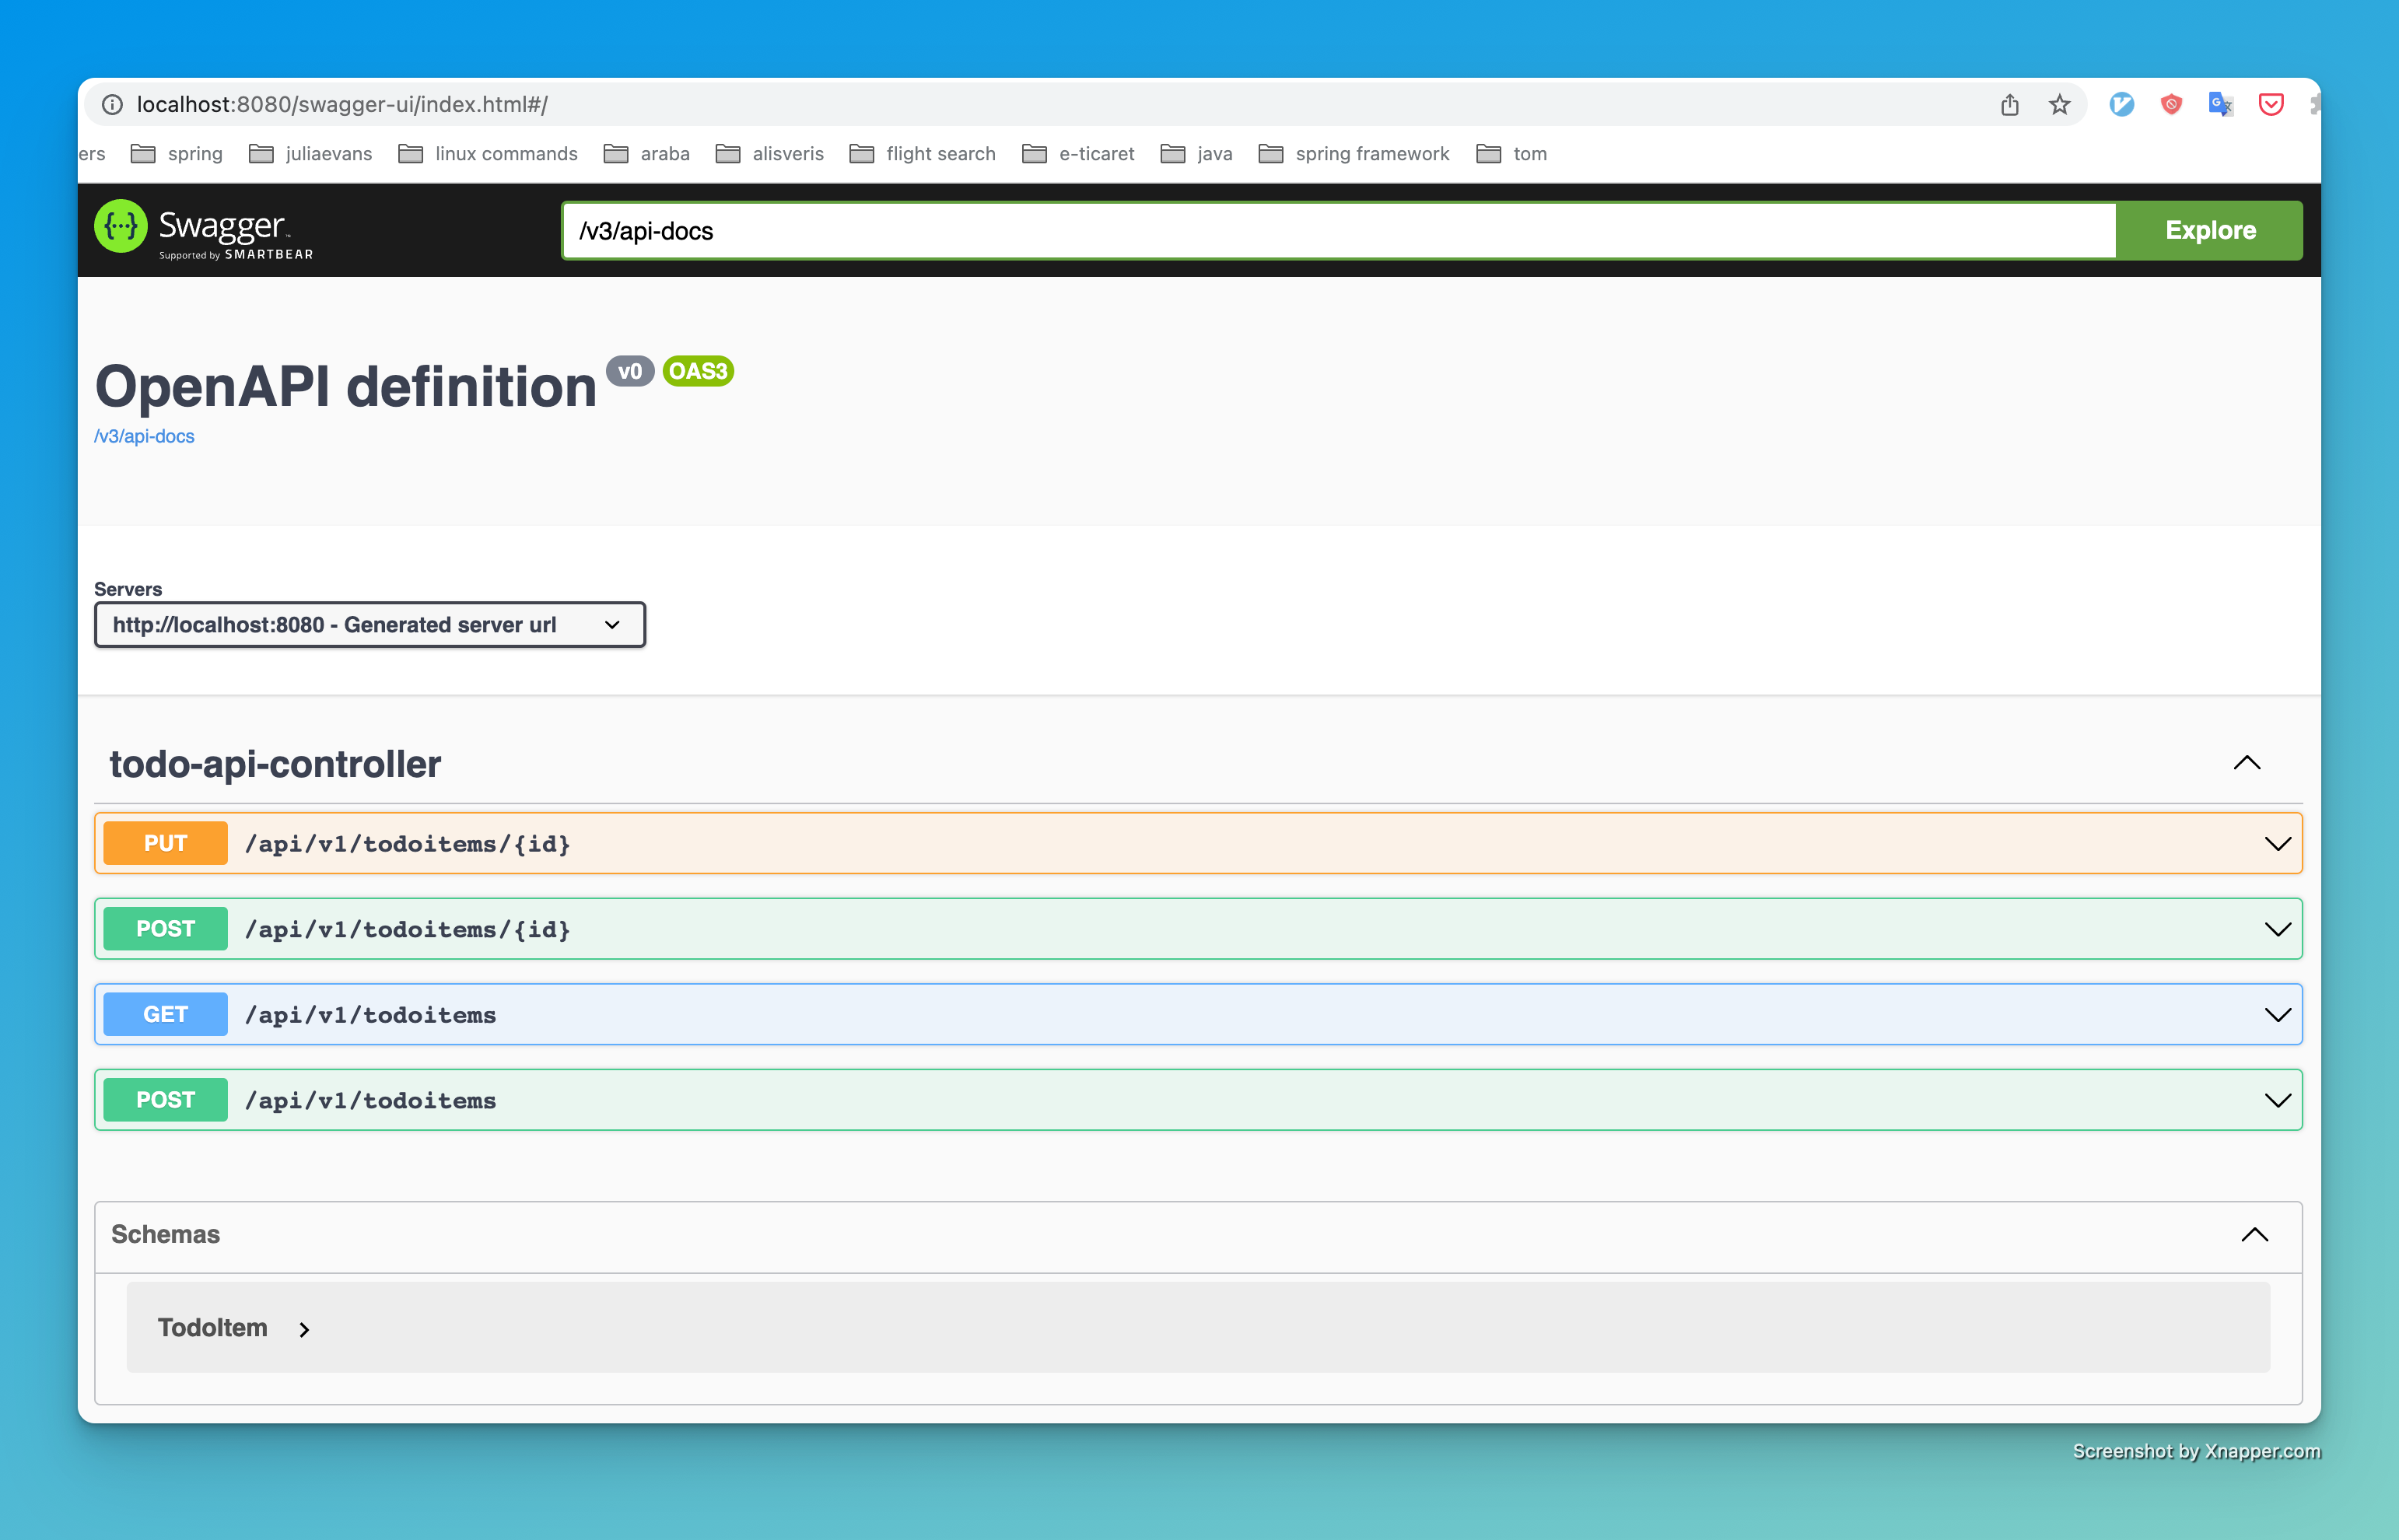 localhost:8080/swagger-ui/index.html#/
ers spring juliaevans linux commands araba alisveris flight search e-ticaret java spring framework tom
{...} Swagger™
Supported by SMARTBEAR
/v3/api-docs Explore
OpenAPI definition v0 OAS3
/v3/api-docs
Servers
http://localhost:8080 - Generated server url
todo-api-controller
PUT /api/v1/todoitems/{id}
POST /api/v1/todoitems/{id}
GET /api/v1/todoitems
POST /api/v1/todoitems
Schemas
TodoItem
Screenshot by Xnapper.com